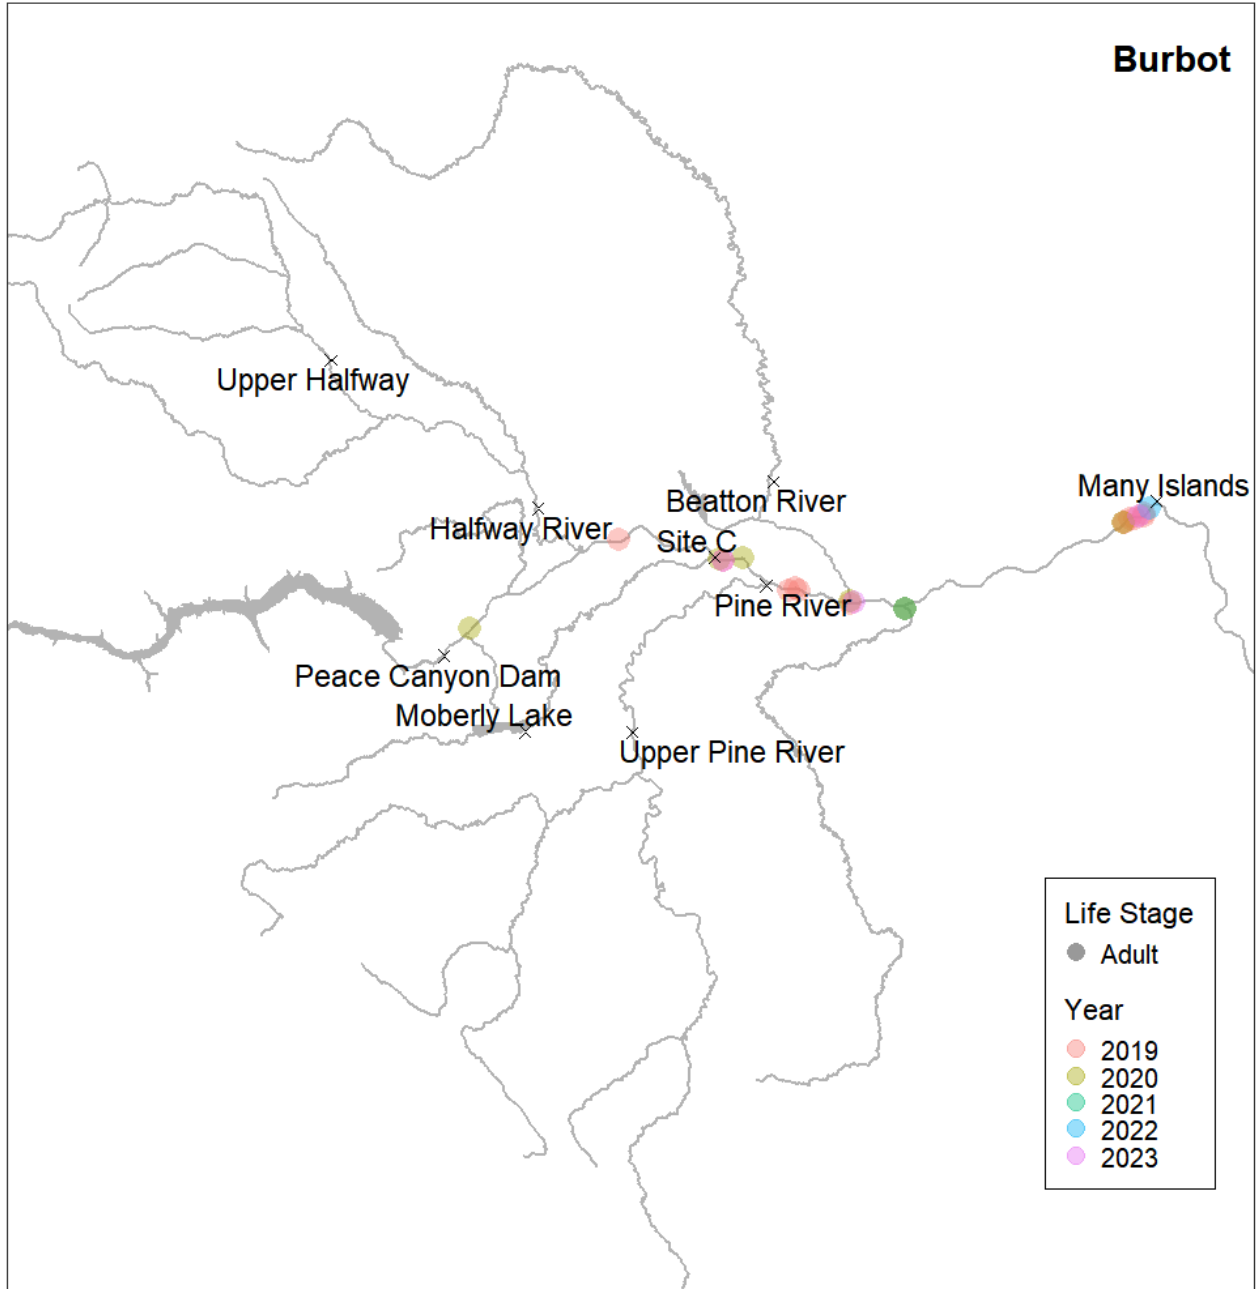 Burbot
Upper Halfway
Many Islands
Beatton River
Halfway River
Site C
Pine River
Peace Canyon Dam
Moberly Lake
Upper Pine River
Life Stage
Adult
Year
2019
2020
2021
2022
2023